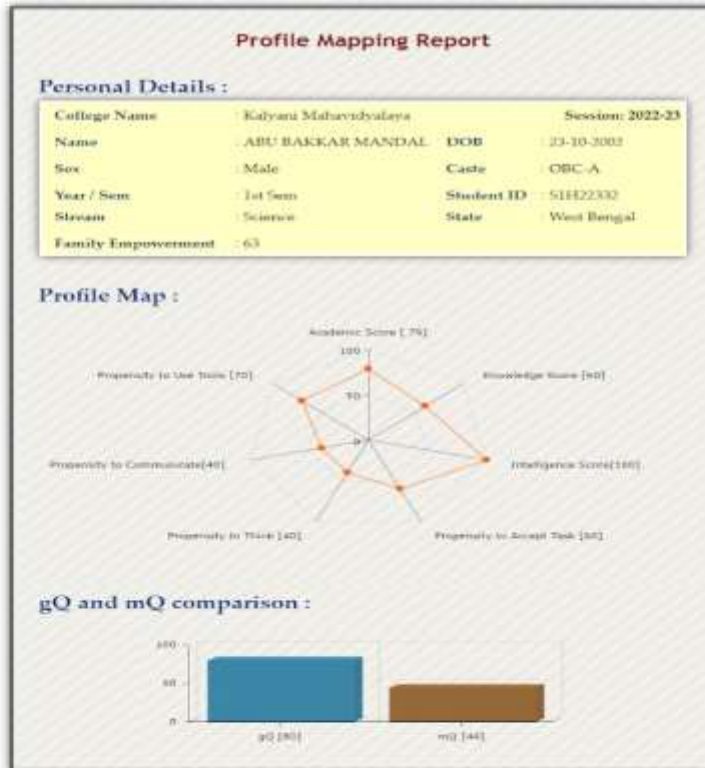 Profile Mapping Report
Personal Details :
College Name : Kalyani Mahavidyalaya Session: 2022-23
Name : ABU BAKKAR MANDAL DOB : 23-10-2002
Sex : Male Caste : OBC-A
Year / Sem : 1st Sem Student ID : S1H22332
Stream : Science State : West Bengal
Family Empowerment : 63
Profile Map :
Academic Score [ 79]
100
Propensity to Use Tools [70]
Knowledge Score [60]
50
0
Propensity to Communicate[40]
Intelligence Score[100]
Propensity to Think [40]
Propensity to Accept Task
gQ and mQ comparison :
100
50
0
gQ [80]
mQ [44]